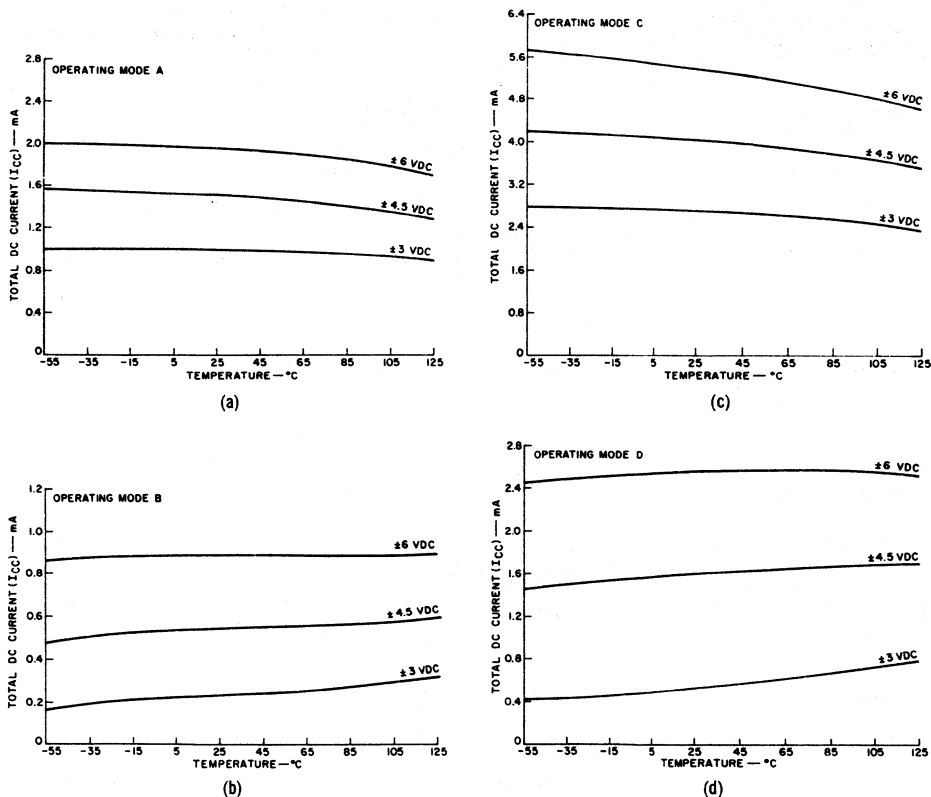 OPERATING MODE A
TOTAL DC CURRENT (ICC) — mA
2.8
2.4
2.0
1.6
1.2
0.8
0.4
0
±6 VDC
±4.5 VDC
±3 VDC
-55 -35 -15 5 25 45 65 85 105 125
TEMPERATURE — °C
(a)
OPERATING MODE C
TOTAL DC CURRENT (ICC) — mA
6.4
5.6
4.8
4.0
3.2
2.4
1.6
0.8
0
±6 VDC
±4.5 VDC
±3 VDC
-55 -35 -15 5 25 45 65 85 105 125
TEMPERATURE — °C
(c)
OPERATING MODE B
TOTAL DC CURRENT (ICC) — mA
1.2
1.0
0.8
0.6
0.4
0.2
0
±6 VDC
±4.5 VDC
±3 VDC
-55 -35 -15 5 25 45 65 85 105 125
TEMPERATURE — °C
(b)
OPERATING MODE D
TOTAL DC CURRENT (ICC) — mA
2.8
2.4
2.0
1.6
1.2
0.8
0.4
0
±6 VDC
±4.5 VDC
±3 VDC
-55 -35 -15 5 25 45 65 85 105 125
TEMPERATURE — °C
(d)